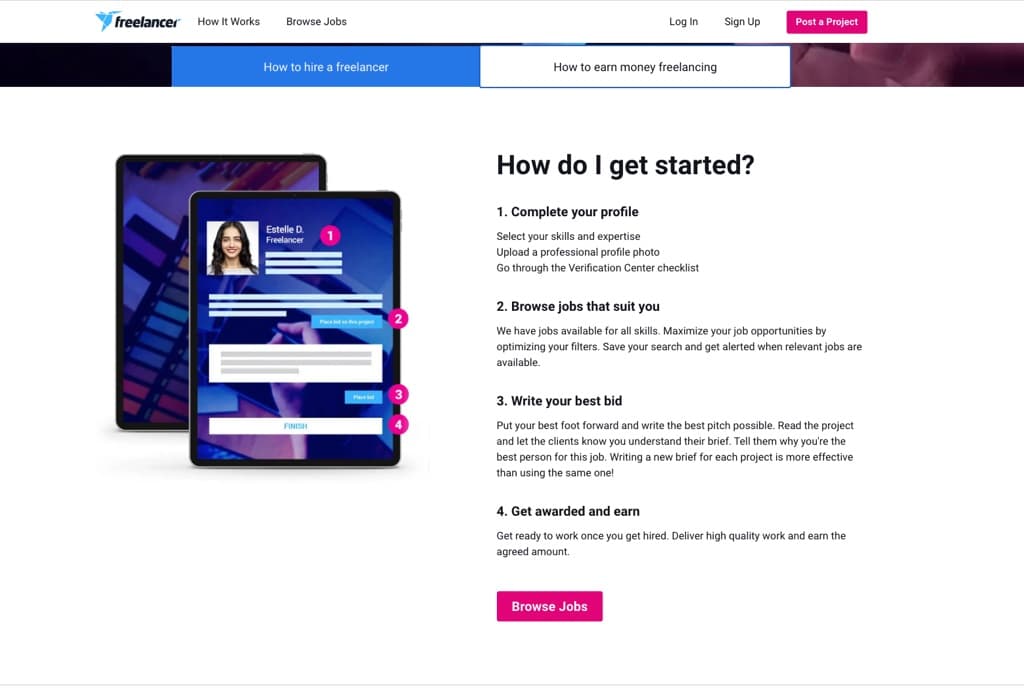 freelancer
How It Works
Browse Jobs
Log In
Sign Up
Post a Project
How to hire a freelancer
How to earn money freelancing
Estelle D.
Freelancer
1
Place bid on this project
2
Place bid
3
FINISH
4
How do I get started?
1. Complete your profile
Select your skills and expertise
Upload a professional profile photo
Go through the Verification Center checklist
2. Browse jobs that suit you
We have jobs available for all skills. Maximize your job opportunities by
optimizing your filters. Save your search and get alerted when relevant jobs are
available.
3. Write your best bid
Put your best foot forward and write the best pitch possible. Read the project
and let the clients know you understand their brief. Tell them why you're the
best person for this job. Writing a new brief for each project is more effective
than using the same one!
4. Get awarded and earn
Get ready to work once you get hired. Deliver high quality work and earn the
agreed amount.
Browse Jobs